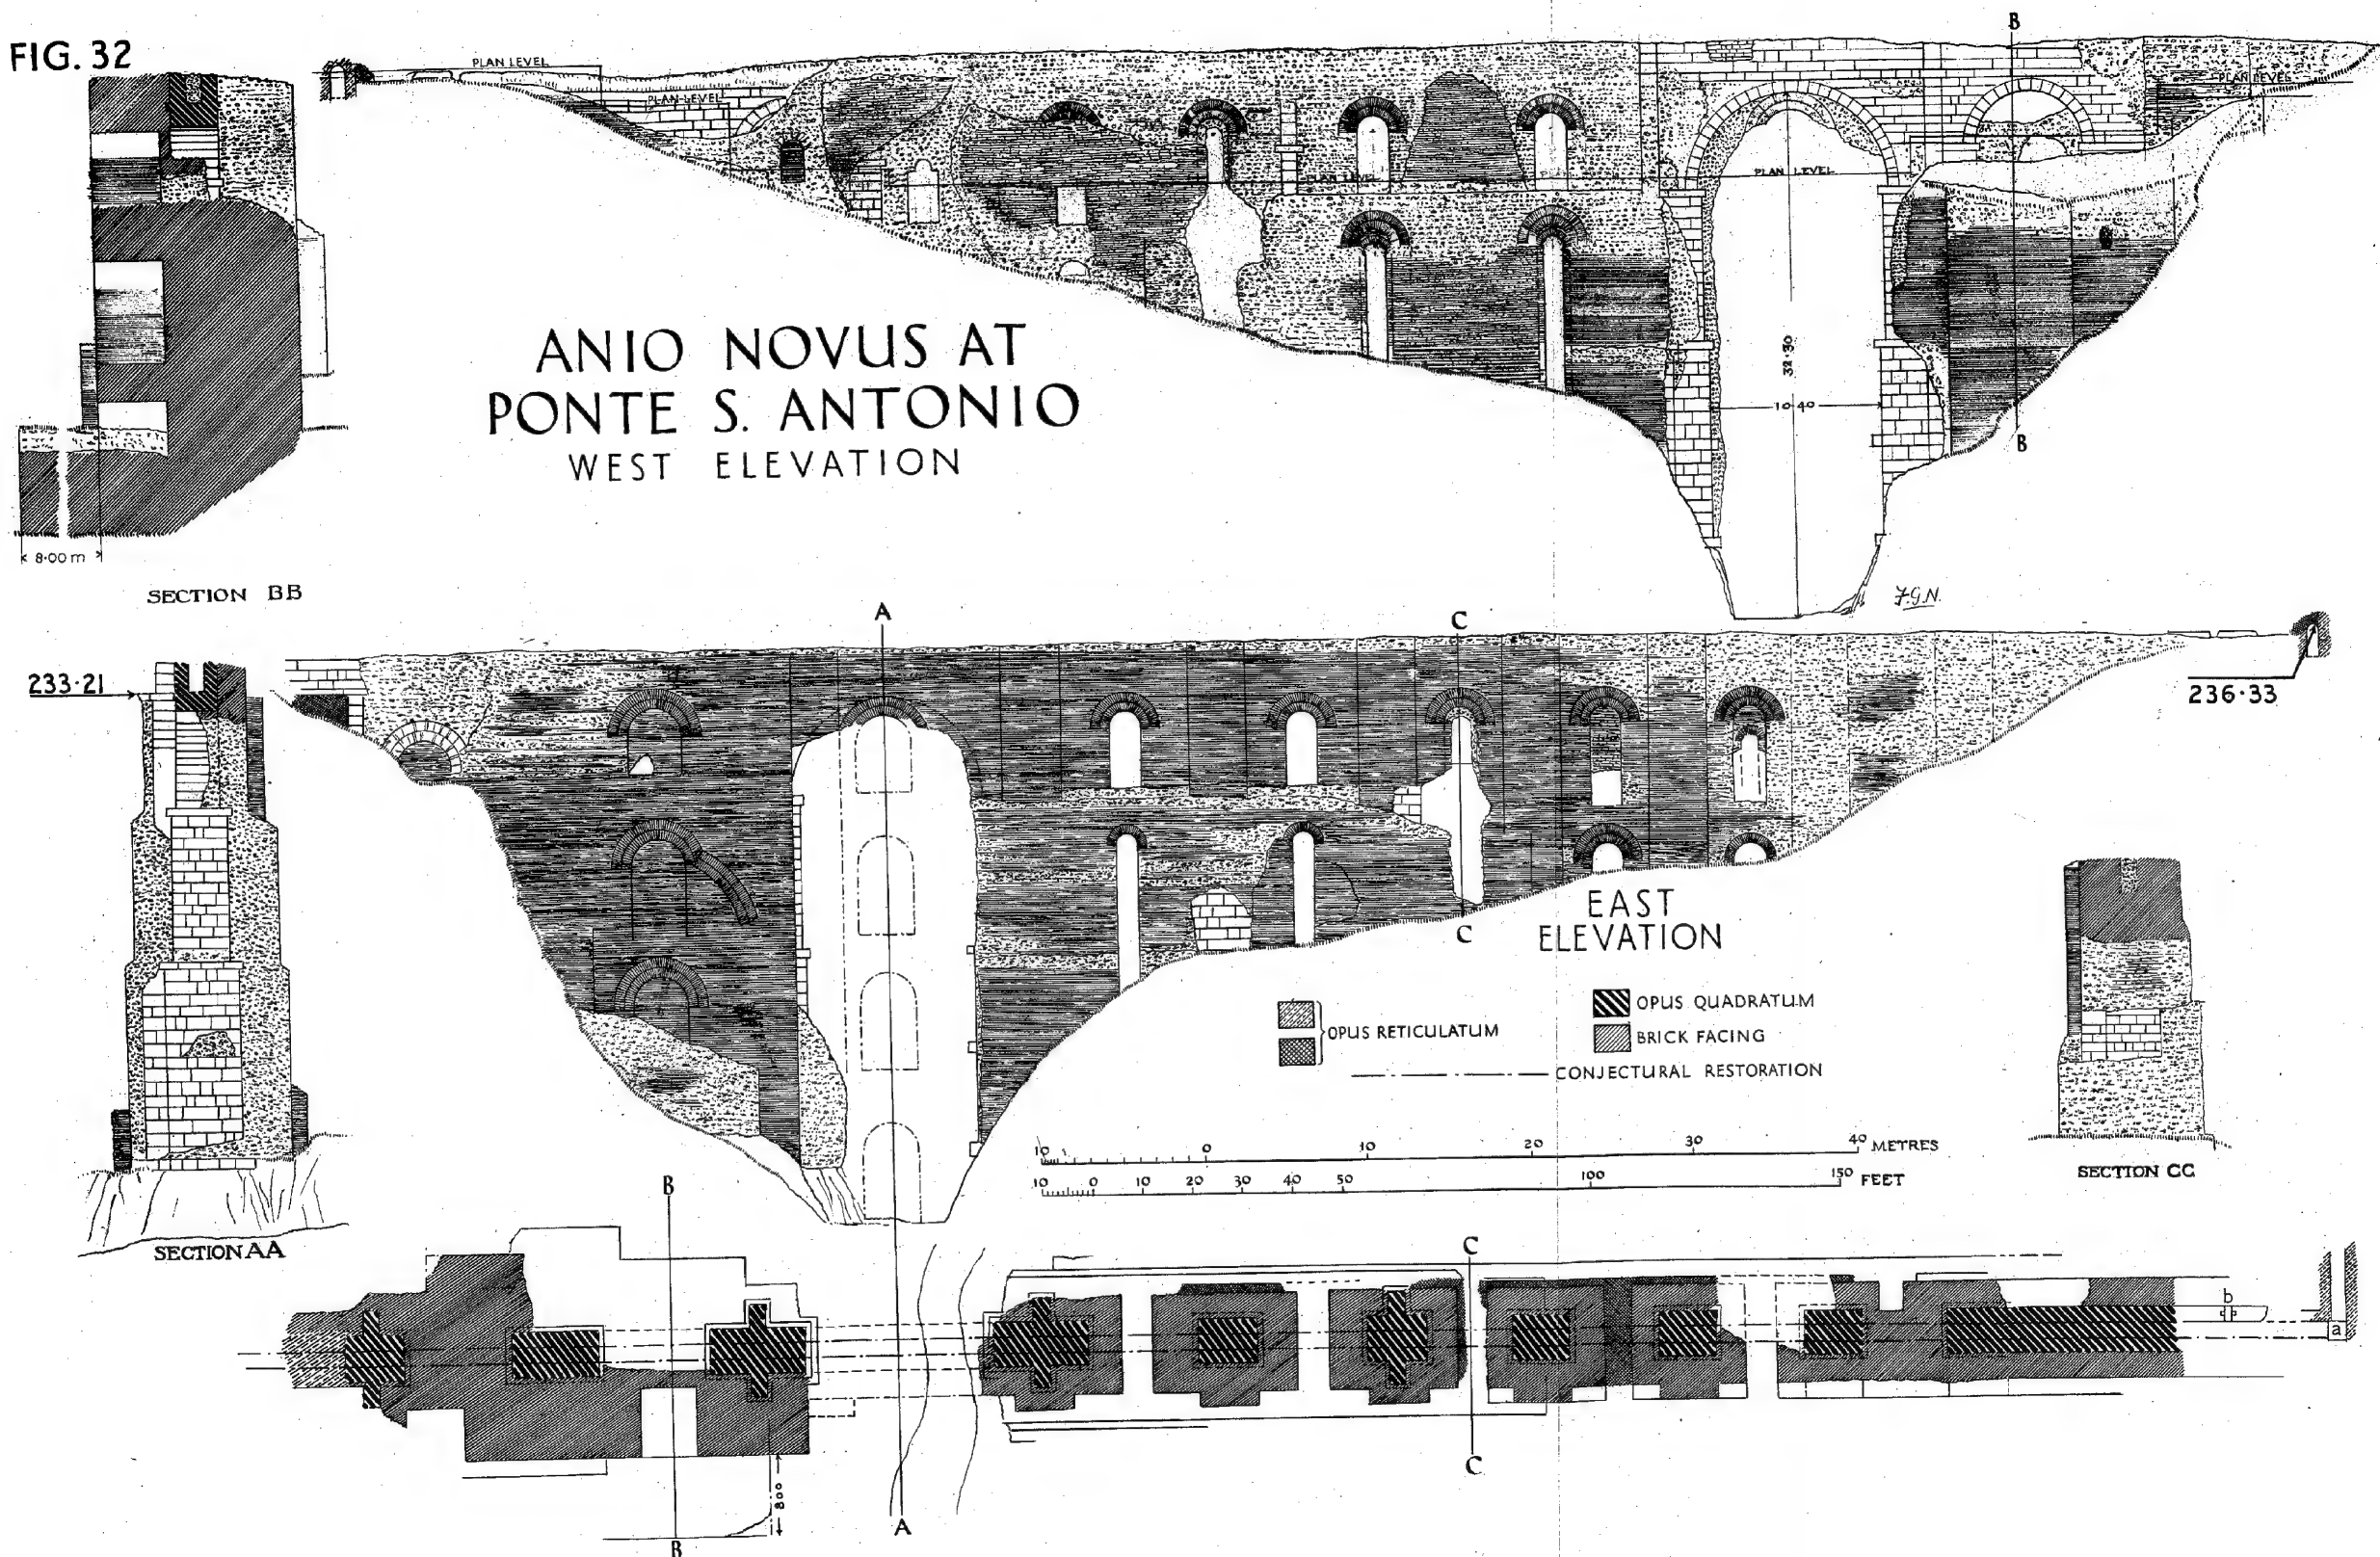 FIG. 32
B
PLAN LEVEL
PLAN LEVEL
PLAN LEVEL
PLAN LEVEL
PLAN LEVEL
ANIO NOVUS AT
PONTE S. ANTONIO
WEST ELEVATION
32·30
10·40
B
8·00 m
SECTION BB
F.G.N.
A
C
233·21
236·33
C
EAST
ELEVATION
OPUS RETICULATUM
OPUS QUADRATUM
BRICK FACING
CONJECTURAL RESTORATION
10 0 10 20 30 40 METRES
10 0 10 20 30 40 50 100 150 FEET
SECTION CC
SECTION AA
B
C
b
a
C
8·00
A
B